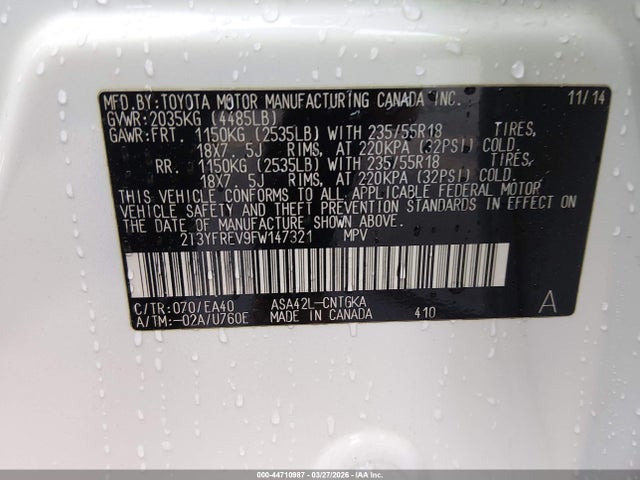 MFD.BY:TOYOTA MOTOR MANUFACTURING CANADA INC. 11/14
GVWR:2035KG (4485LB)
GAWR:FRT. 1150KG (2535LB) WITH 235/55R18 TIRES,
18X7.5J RIMS, AT 220KPA (32PSI) COLD.
RR. 1150KG (2535LB) WITH 235/55R18 TIRES,
18X7.5J RIMS, AT 220KPA (32PSI) COLD.
THIS VEHICLE CONFORMS TO ALL APPLICABLE FEDERAL MOTOR
VEHICLE SAFETY AND THEFT PREVENTION STANDARDS IN EFFECT ON
THE DATE OF MANUFACTURE SHOWN ABOVE.
2T3YFREV9FW147321 MPV
C/TR:070/EA40 ASA42L-CNTGKA
A/TM:-02A/U760E MADE IN CANADA 410 A
000-44710987 - 03/27/2026 - IAAI Inc.